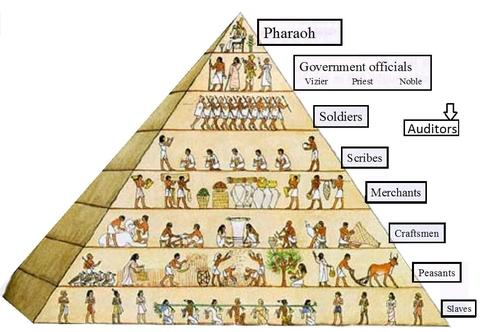 Pharaoh
Government officials
Vizier Priest Noble
Soldiers
Auditors
Scribes
Merchants
Craftsmen
Peasants
Slaves